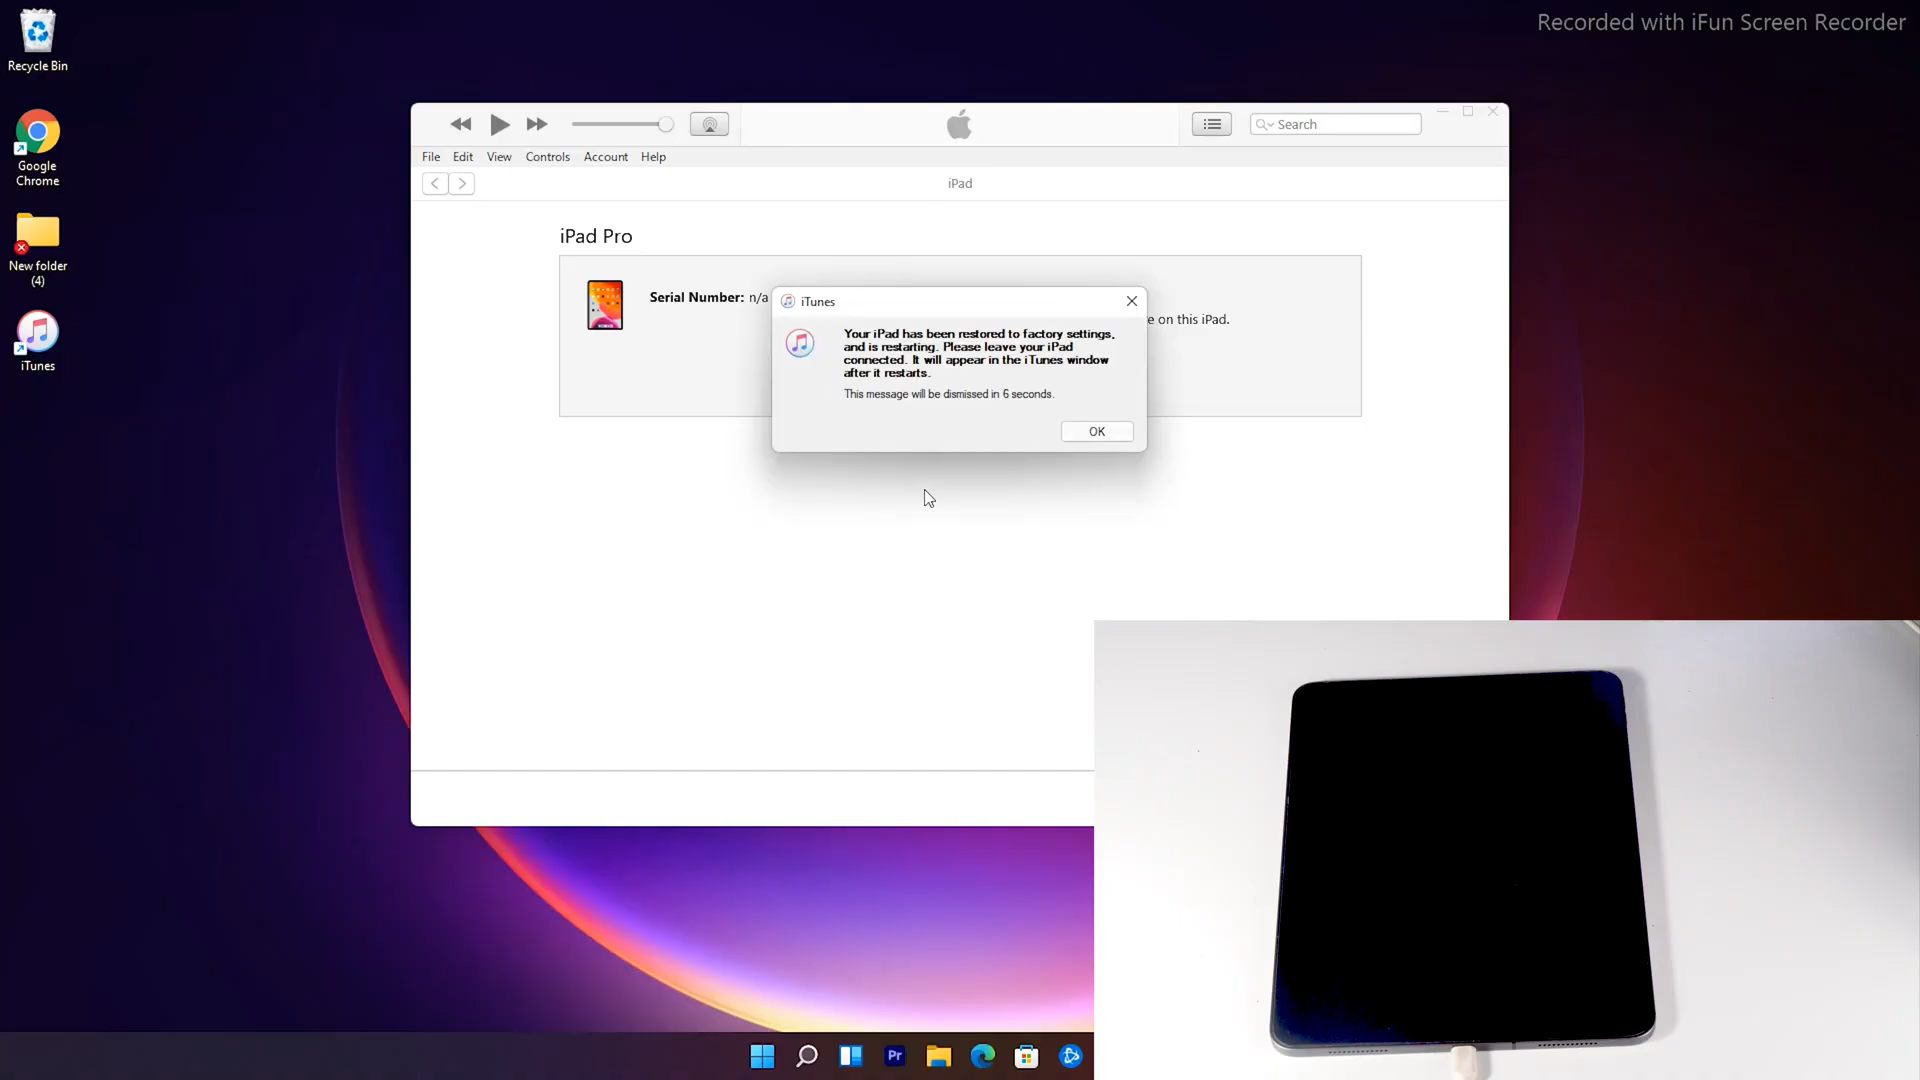 Recorded with iFun Screen Recorder
Recycle Bin
Google
Chrome
New folder
(4)
iTunes
Search
File Edit View Controls Account Help
iPad
iPad Pro
Serial Number: n/a
e on this iPad.
iTunes
Your iPad has been restored to factory settings,
and is restarting. Please leave your iPad
connected. It will appear in the iTunes window
after it restarts.
This message will be dismissed in 6 seconds.
OK
Pr